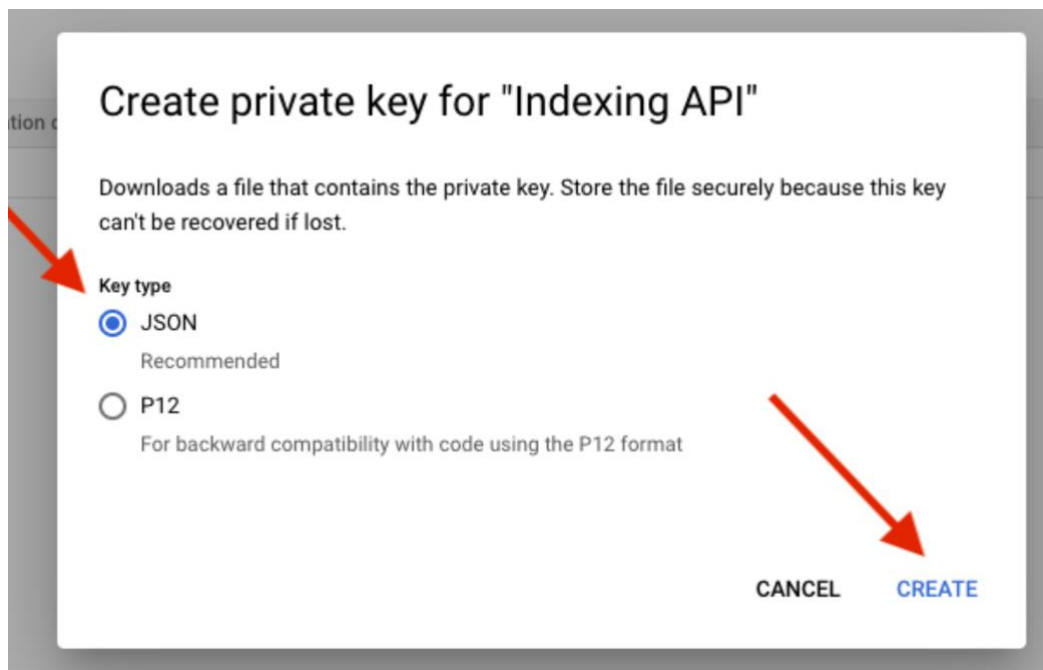 Create private key for "Indexing API"
Downloads a file that contains the private key. Store the file securely because this key
can't be recovered if lost.
Key type
JSON
Recommended
P12
For backward compatibility with code using the P12 format
CANCEL CREATE